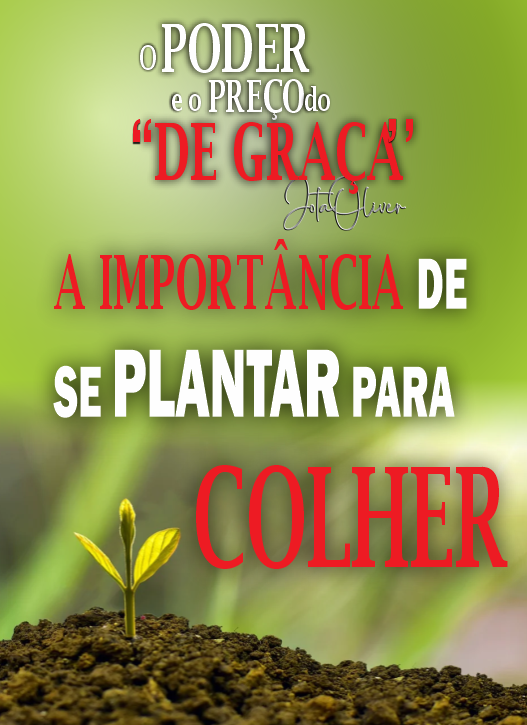 O PODER
e o PREÇO do
“DE GRAÇA”
Jota Oliver
A IMPORTÂNCIA DE
SE PLANTAR PARA
COLHER